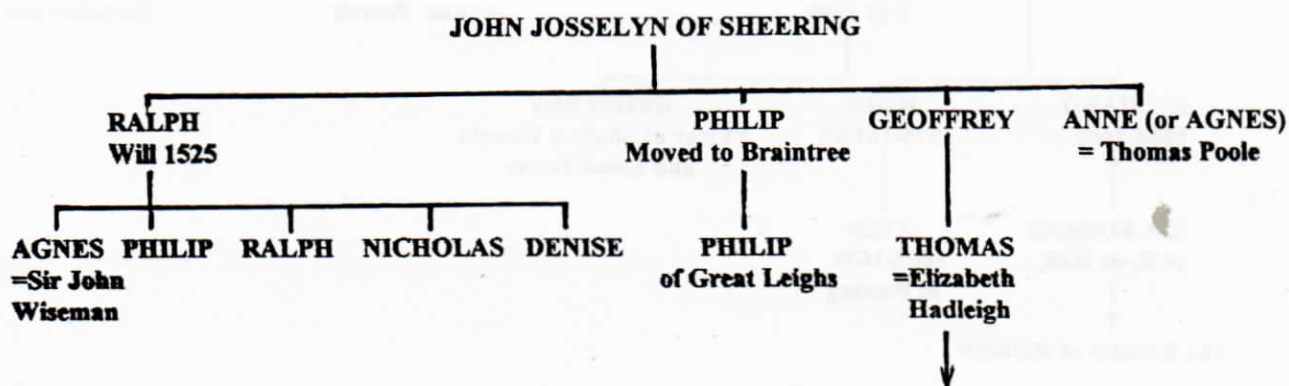 JOHN JOSSELYN OF SHEERING
RALPH
Will 1525
PHILIP
Moved to Braintree
GEOFFREY
ANNE (or AGNES)
= Thomas Poole
AGNES
=Sir John
Wiseman
PHILIP
RALPH
NICHOLAS
DENISE
PHILIP
of Great Leighs
THOMAS
=Elizabeth
Hadleigh